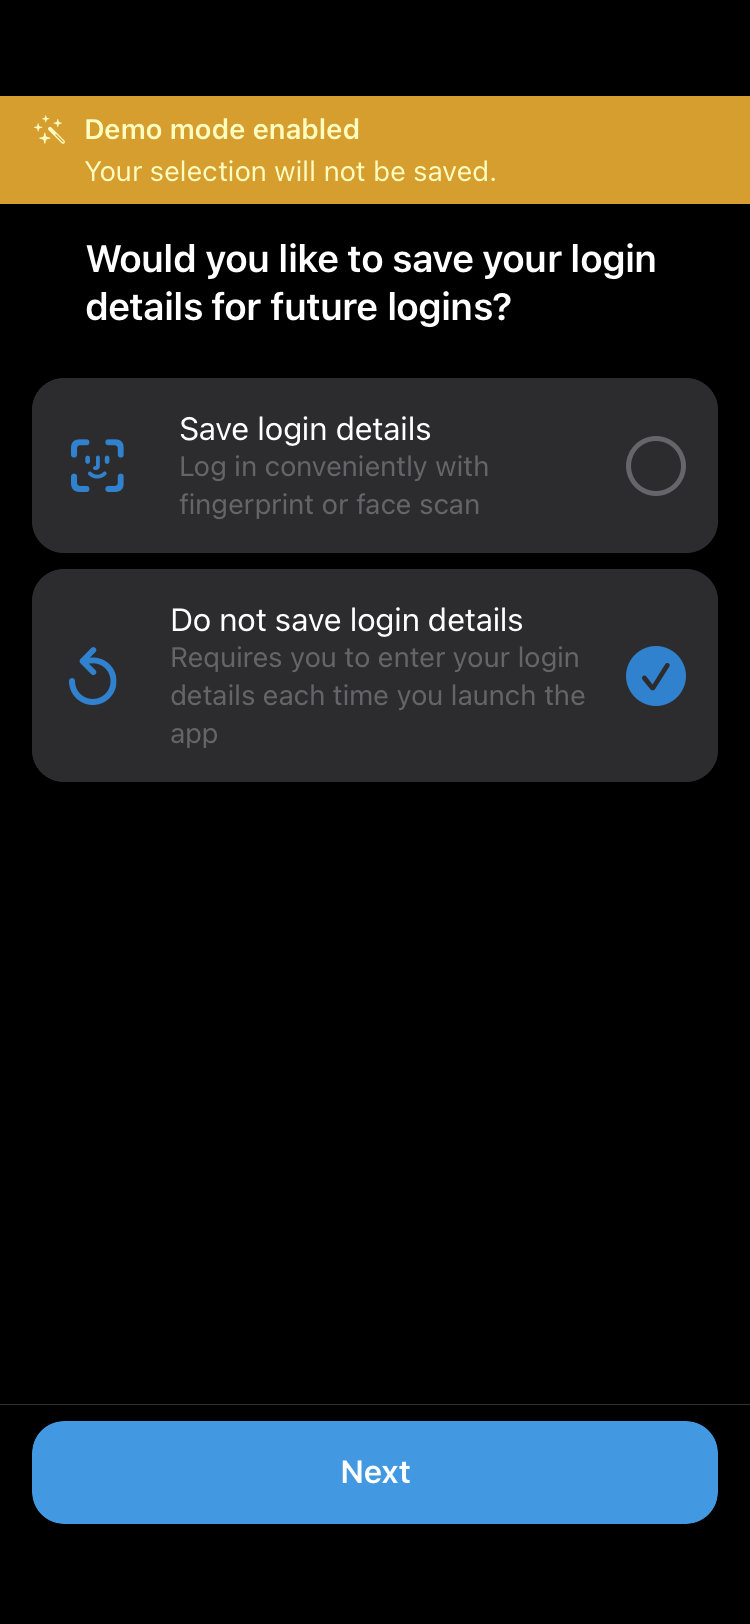 Demo mode enabled
Your selection will not be saved.
Would you like to save your login
details for future logins?
Save login details
Log in conveniently with
fingerprint or face scan
Do not save login details
Requires you to enter your login
details each time you launch the
app
Next